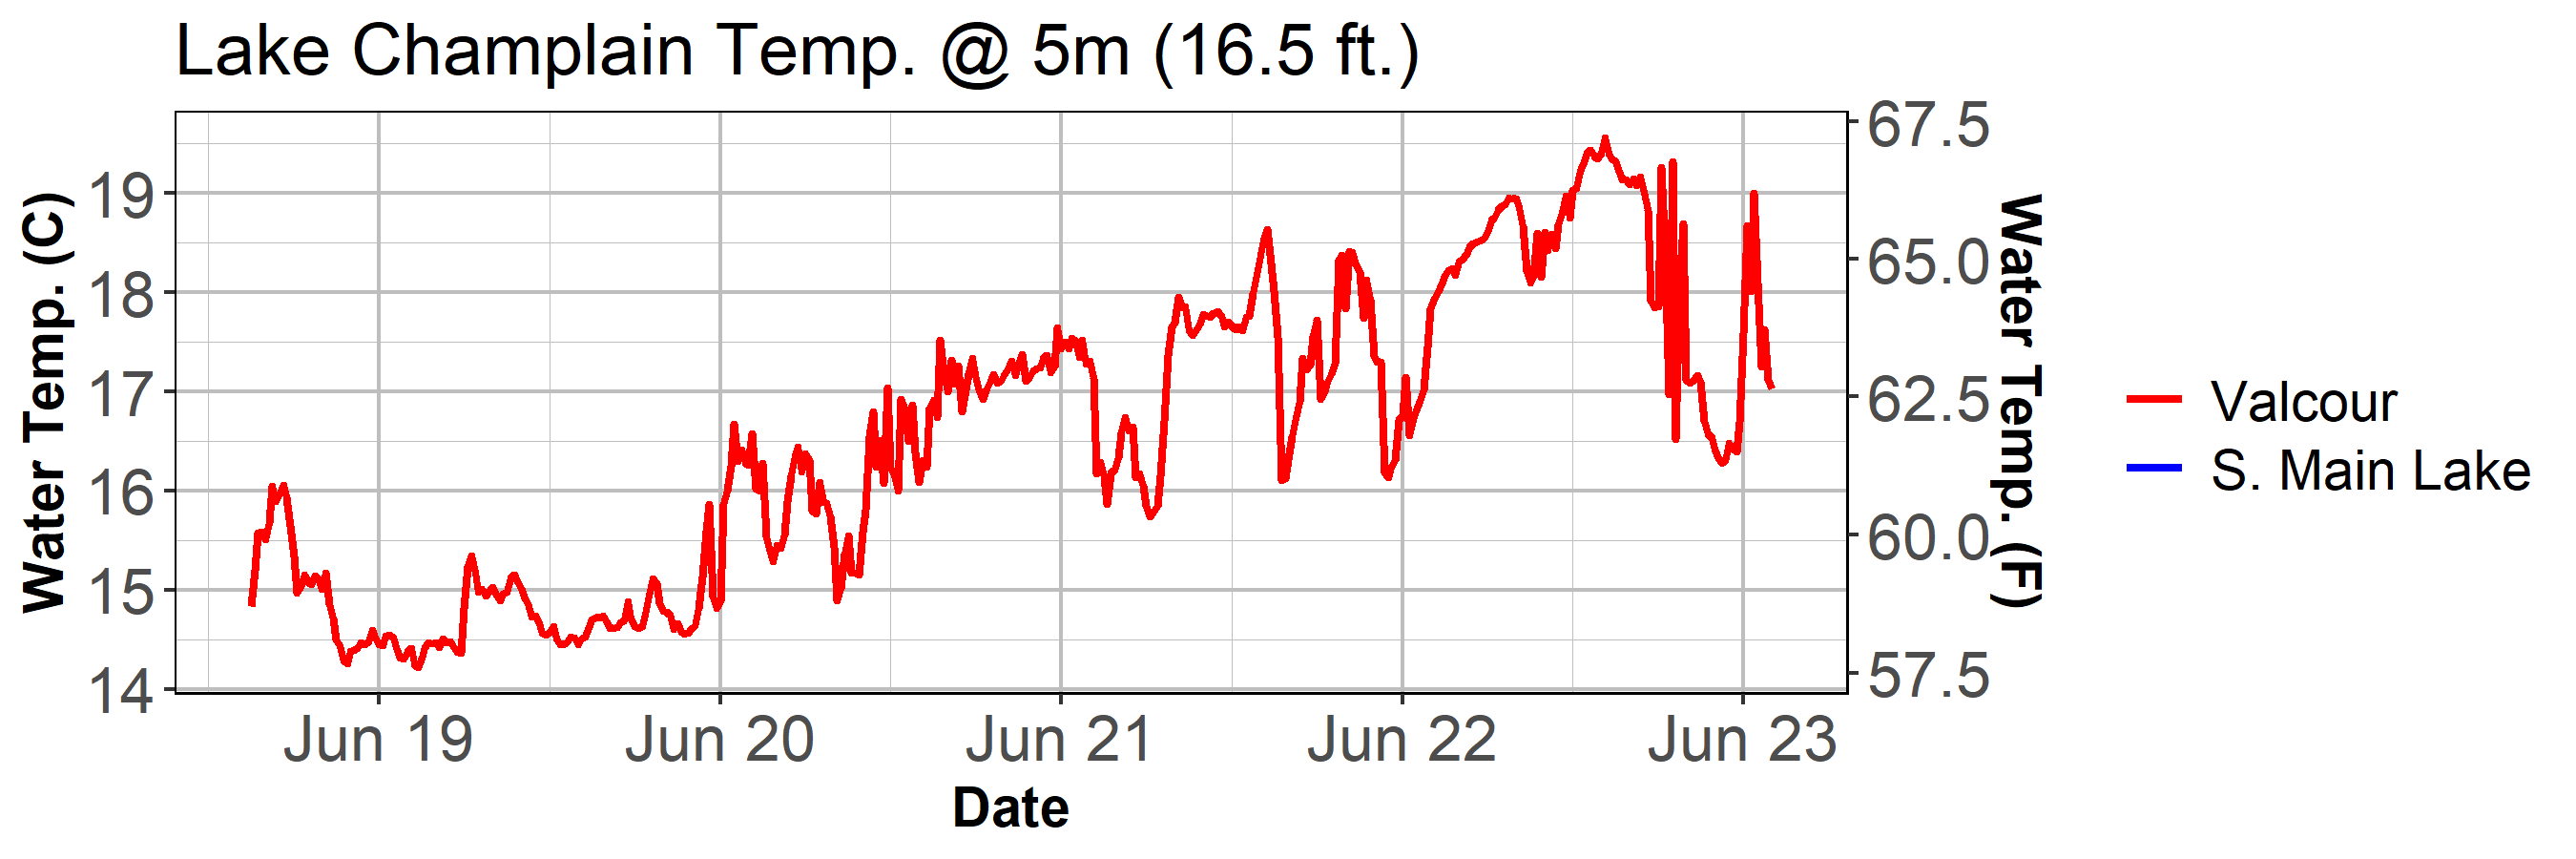 Lake Champlain Temp. @ 5m (16.5 ft.)
Water Temp. (C)
19
18
17
16
15
14
67.5
65.0
62.5
60.0
57.5
Water Temp. (F)
Jun 19
Jun 20
Jun 21
Jun 22
Jun 23
Date
Valcour
S. Main Lake